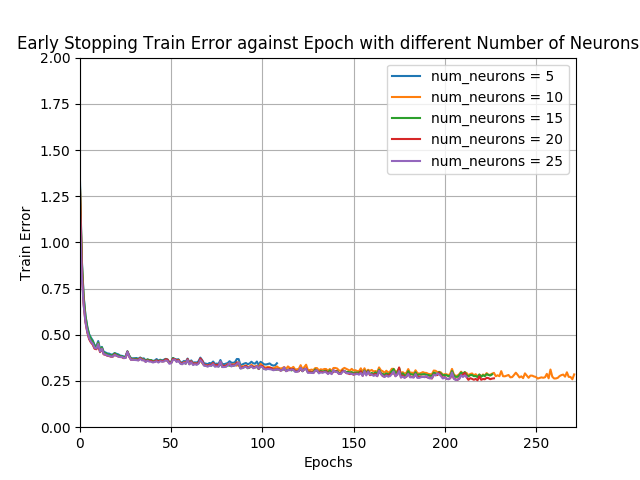 Early Stopping Train Error against Epoch with different Number of Neurons
2.00
1.75
1.50
1.25
1.00
0.75
0.50
0.25
0.00
Train Error
num_neurons = 5
num_neurons = 10
num_neurons = 15
num_neurons = 20
num_neurons = 25
0 50 100 150 200 250
Epochs